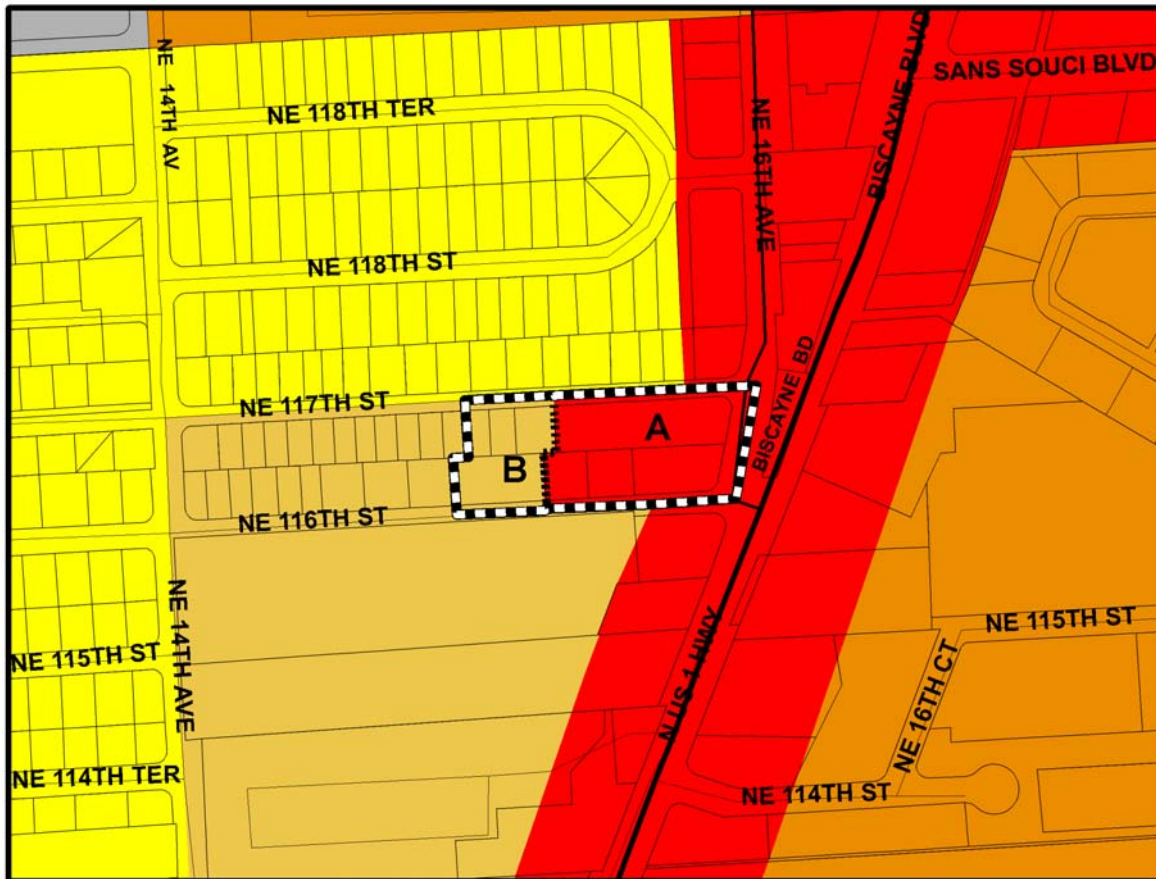 SANS SOUCI BLVD
BISCAYNE BLVD
NE 14TH AV
NE 118TH TER
NE 16TH AVE
NE 118TH ST
NE 117TH ST
A
BISCAYNE BD
B
NE 116TH ST
NE 14TH AVE
NE 115TH ST
NE 115TH ST
N US 1 HWY
NE 16TH CT
NE 114TH TER
NE 114TH ST